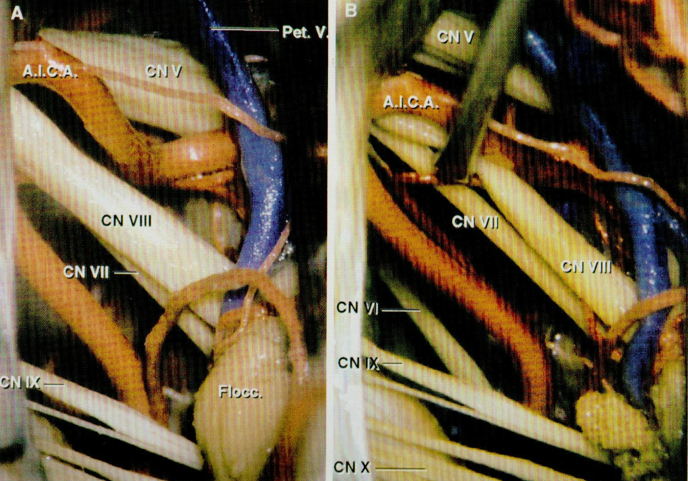 A
Pet. V.
CN V
A.I.C.A.
CN VIII
CN VII
CN IX
Flocc.
B
CN V
A.I.C.A.
CN VII
CN VIII
CN VI
CN IX
CN X